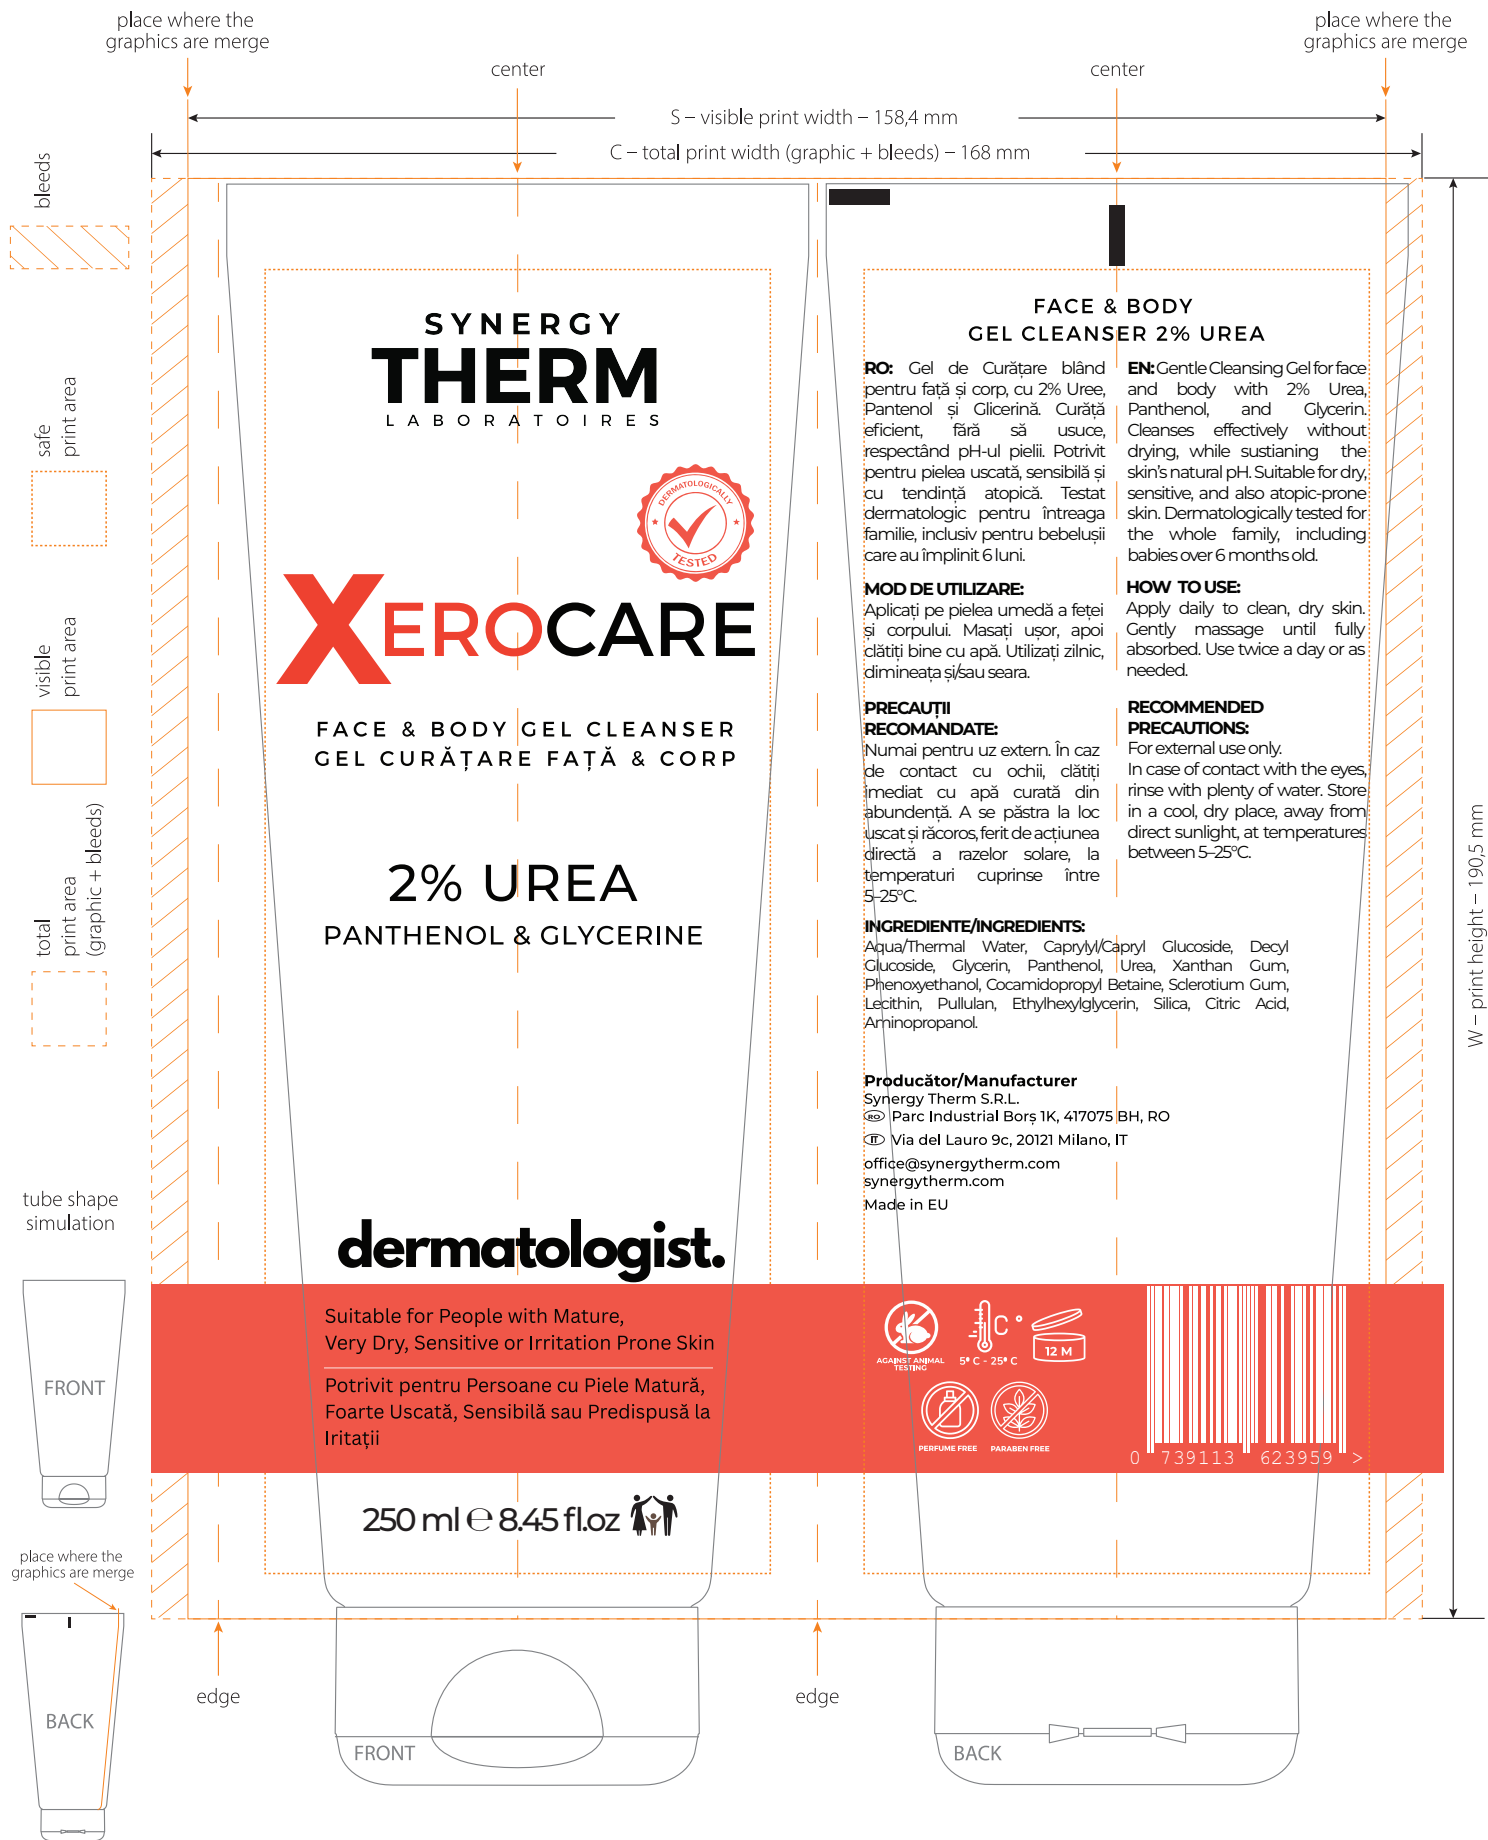 place where the
graphics are merge
place where the
graphics are merge
center
center
S – visible print width – 158,4 mm
C – total print width (graphic + bleeds) – 168 mm
bleeds
safe
print area
visible
print area
total
print area
(graphic + bleeds)
tube shape
simulation
FRONT
place where the
graphics are merge
BACK
SYNERGY
THERM
LABORATOIRES
DERMATOLOGICALLY
TESTED
XEROCARE
FACE & BODY GEL CLEANSER
GEL CURĂȚARE FAȚĂ & CORP
2% UREA
PANTHENOL & GLYCERINE
dermatologist.
Suitable for People with Mature,
Very Dry, Sensitive or Irritation Prone Skin
Potrivit pentru Persoane cu Piele Matură,
Foarte Uscată, Sensibilă sau Predispusă la
Iritații
250 ml ℮ 8.45 fl.oz
FRONT
edge
edge
FACE & BODY
GEL CLEANSER 2% UREA
RO: Gel de Curățare blând
pentru față și corp, cu 2% Uree,
Pantenol și Glicerină. Curăță
eficient, fără să usuce,
respectând pH-ul pielii. Potrivit
pentru pielea uscată, sensibilă și
cu tendință atopică. Testat
dermatologic pentru întreaga
familie, inclusiv pentru bebelușii
care au împlinit 6 luni.
MOD DE UTILIZARE:
Aplicați pe pielea umedă a feței
și corpului. Masați ușor, apoi
clătiți bine cu apă. Utilizați zilnic,
dimineața și/sau seara.
PRECAUȚII
RECOMANDATE:
Numai pentru uz extern. În caz
de contact cu ochii, clătiți
imediat cu apă curată din
abundență. A se păstra la loc
uscat și răcoros, ferit de acțiunea
directă a razelor solare, la
temperaturi cuprinse între
5–25°C.
EN: Gentle Cleansing Gel for face
and body with 2% Urea,
Panthenol, and Glycerin.
Cleanses effectively without
drying, while sustianing the
skin's natural pH. Suitable for dry,
sensitive, and also atopic-prone
skin. Dermatologically tested for
the whole family, including
babies over 6 months old.
HOW TO USE:
Apply daily to clean, dry skin.
Gently massage until fully
absorbed. Use twice a day or as
needed.
RECOMMENDED
PRECAUTIONS:
For external use only.
In case of contact with the eyes,
rinse with plenty of water. Store
in a cool, dry place, away from
direct sunlight, at temperatures
between 5–25°C.
INGREDIENTE/INGREDIENTS:
Aqua/Thermal Water, Caprylyl/Capryl Glucoside, Decyl
Glucoside, Glycerin, Panthenol, Urea, Xanthan Gum,
Phenoxyethanol, Cocamidopropyl Betaine, Sclerotium Gum,
Lecithin, Pullulan, Ethylhexylglycerin, Silica, Citric Acid,
Aminopropanol.
Producător/Manufacturer
Synergy Therm S.R.L.
RO Parc Industrial Borș 1K, 417075 BH, RO
IT Via del Lauro 9c, 20121 Milano, IT
office@synergytherm.com
synergytherm.com
Made in EU
AGAINST ANIMAL
TESTING
C °
5° C - 25° C
12 M
PERFUME FREE
PARABEN FREE
0 739113 623959 >
BACK
W – print height – 190,5 mm